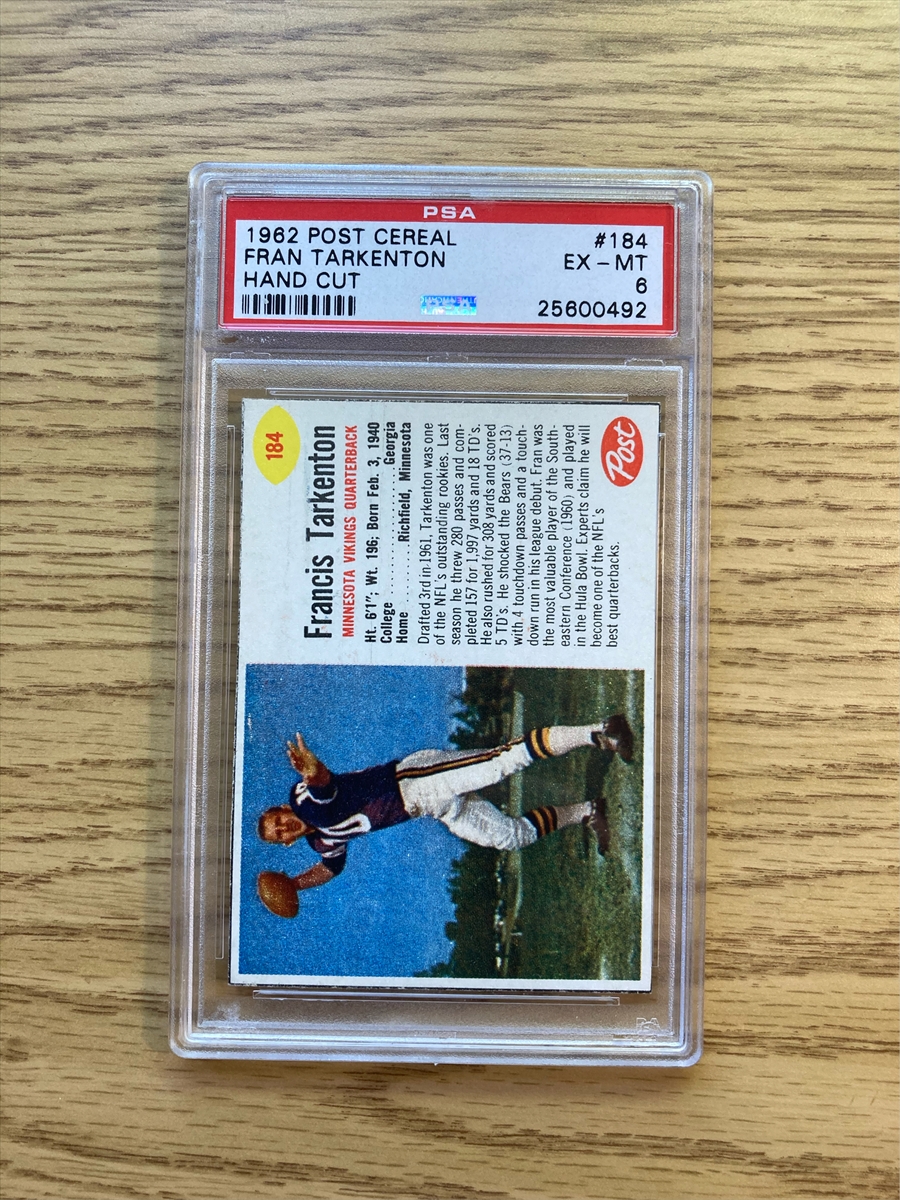 PSA
1962 POST CEREAL #184
FRAN TARKENTON EX - MT
HAND CUT 6
25600492
184
Francis Tarkenton
MINNESOTA VIKINGS QUARTERBACK
Ht. 6'1"; Wt. 196; Born Feb. 3, 1940
College .................... Georgia
Home ....... Richfield, Minnesota
Drafted 3rd in 1961, Tarkenton was one
of the NFL's outstanding rookies. Last
season he threw 280 passes and com-
pleted 157 for 1,997 yards and 18 TD's.
He also rushed for 308 yards and scored
5 TD's. He shocked the Bears (37-13)
with 4 touchdown passes and a touch-
down run in his league debut. Fran was
the most valuable player of the South-
eastern Conference (1960) and played
in the Hula Bowl. Experts claim he will
become one of the NFL's
best quarterbacks.
Post
10